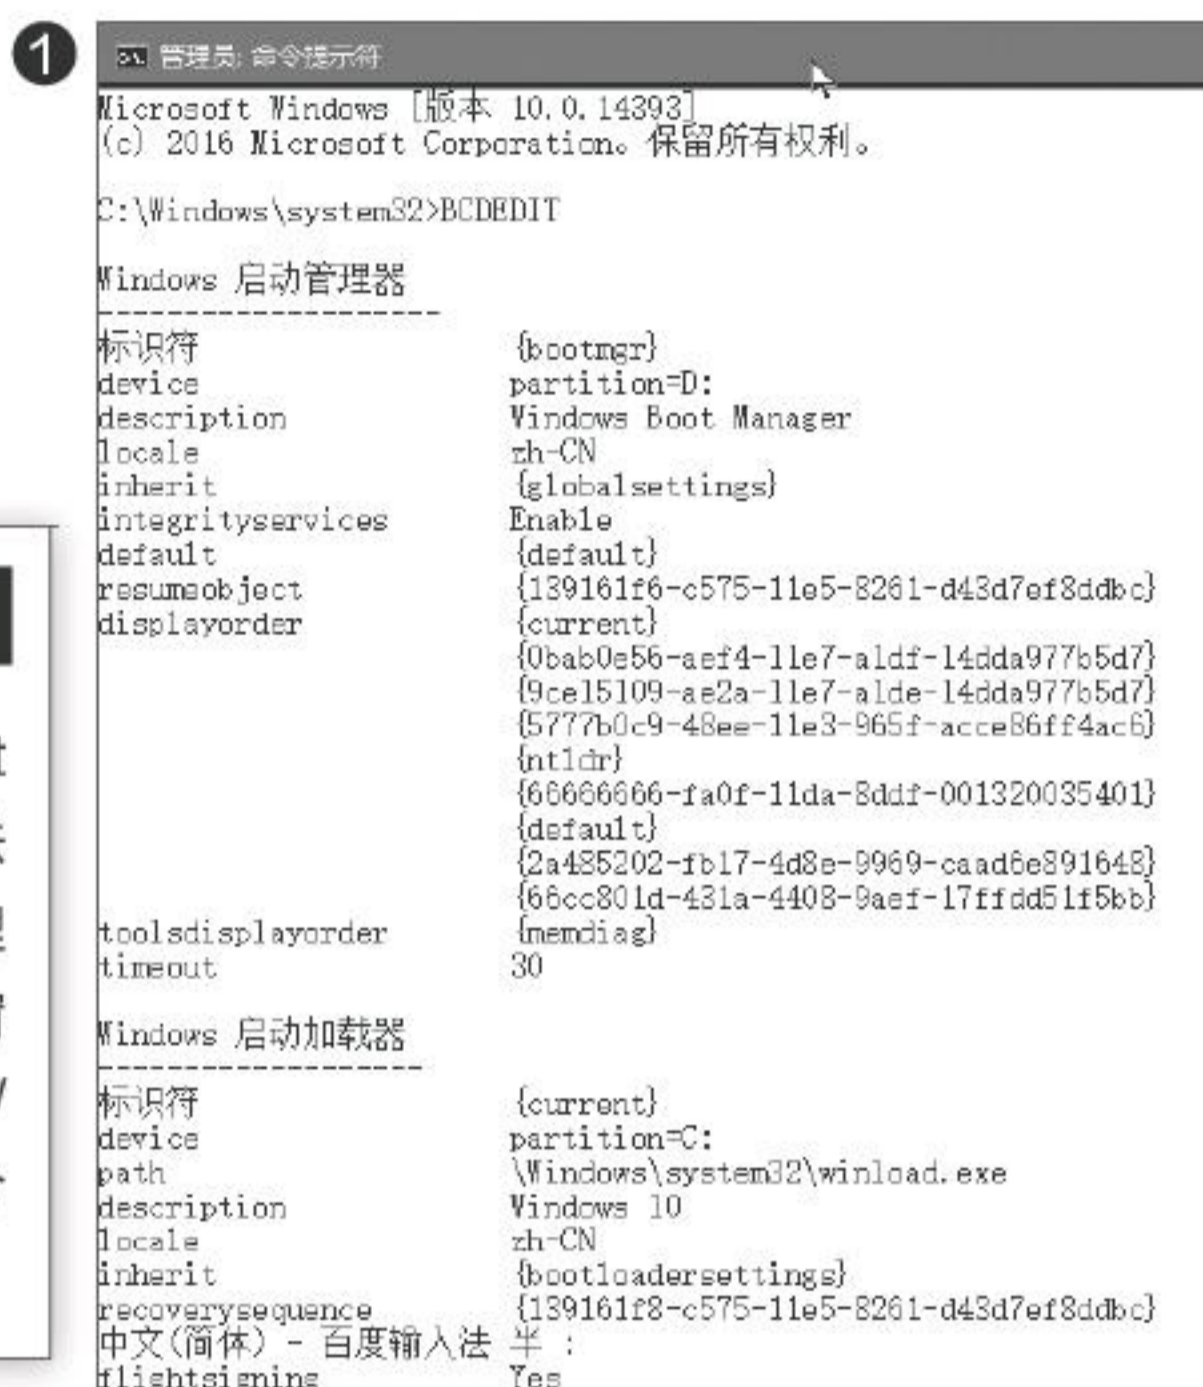 1
管理员: 命令提示符
Microsoft Windows [版本 10.0.14393]
(c) 2016 Microsoft Corporation。保留所有权利。
C:\Windows\system32>BCDEDIT
Windows 启动管理器
--------------------
标识符 {bootmgr}
device partition=D:
description Windows Boot Manager
locale zh-CN
inherit {globalsettings}
integrityservices Enable
default {default}
resumeobject {139161f6-c575-11e5-8261-d43d7ef8ddbc}
displayorder {current}
{0bab0e56-aef4-11e7-a1df-14dda977b5d7}
{9ce15109-ae2a-11e7-a1de-14dda977b5d7}
{5777b0c9-48ee-11e3-965f-acce86ff4ac6}
{ntldr}
{66666666-fa0f-11da-8ddf-001320035401}
{default}
{2a485202-fb17-4d8e-9969-caad6e891648}
{66cc801d-431a-4408-9aef-17ffdd51f5bb}
toolsdisplayorder {memdiag}
timeout 30
Windows 启动加载器
-------------------
标识符 {current}
device partition=C:
path \Windows\system32\winload.exe
description Windows 10
locale zh-CN
inherit {bootloadersettings}
recoverysequence {139161f8-c575-11e5-8261-d43d7ef8ddbc}
中文(简体) - 百度输入法 半 :
flightsigning Yes